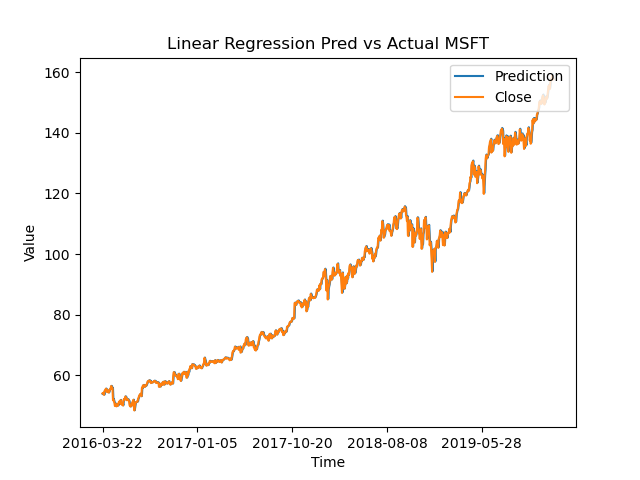 Linear Regression Pred vs Actual MSFT
Prediction
Close
160
140
120
100
80
60
Value
2016-03-22 2017-01-05 2017-10-20 2018-08-08 2019-05-28
Time